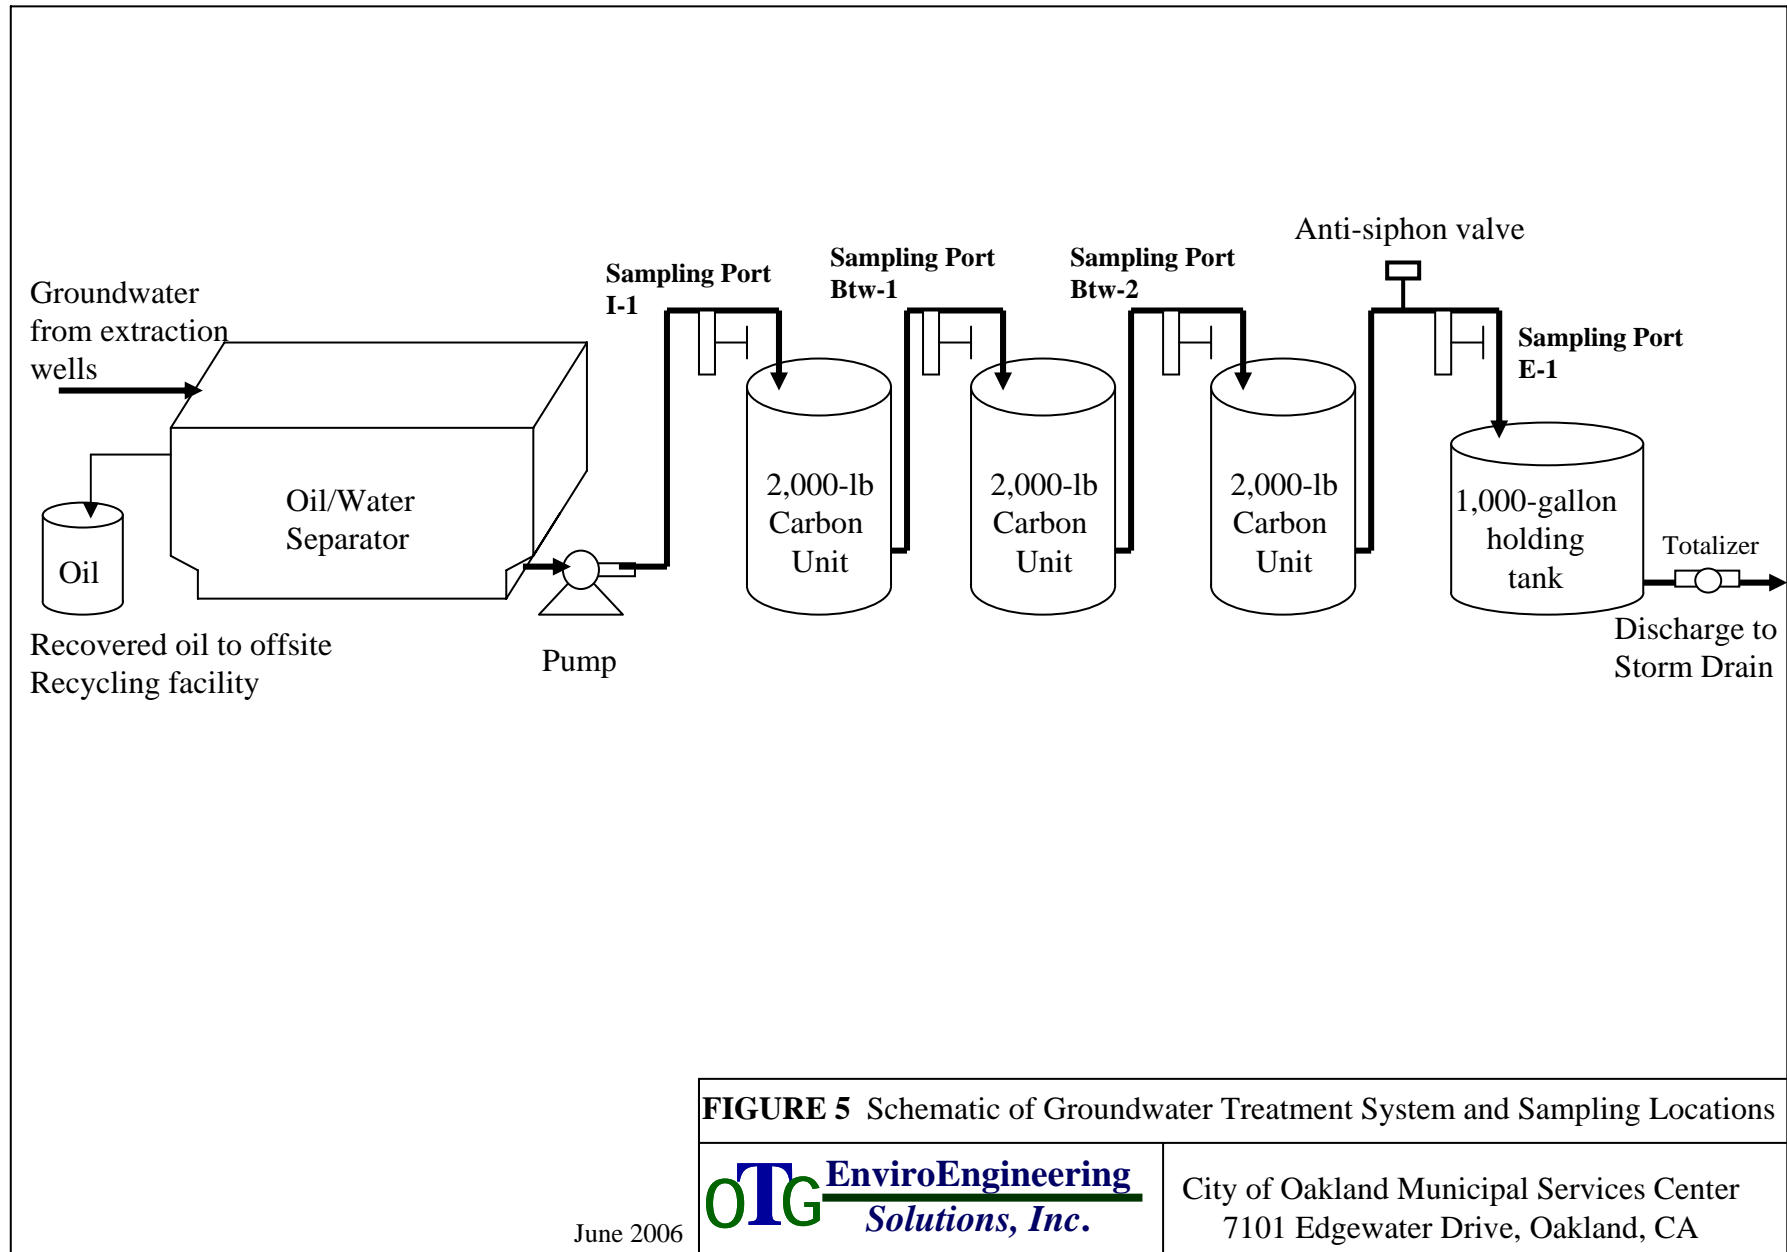 Anti-siphon valve
Groundwater
from extraction
wells
Sampling Port
I-1
Sampling Port
Btw-1
Sampling Port
Btw-2
Sampling Port
E-1
Oil/Water
Separator
Oil
2,000-lb
Carbon
Unit
2,000-lb
Carbon
Unit
2,000-lb
Carbon
Unit
1,000-gallon
holding
tank
Totalizer
Recovered oil to offsite
Recycling facility
Pump
Discharge to
Storm Drain
FIGURE 5 Schematic of Groundwater Treatment System and Sampling Locations
OTG EnviroEngineering
Solutions, Inc.
City of Oakland Municipal Services Center
7101 Edgewater Drive, Oakland, CA
June 2006